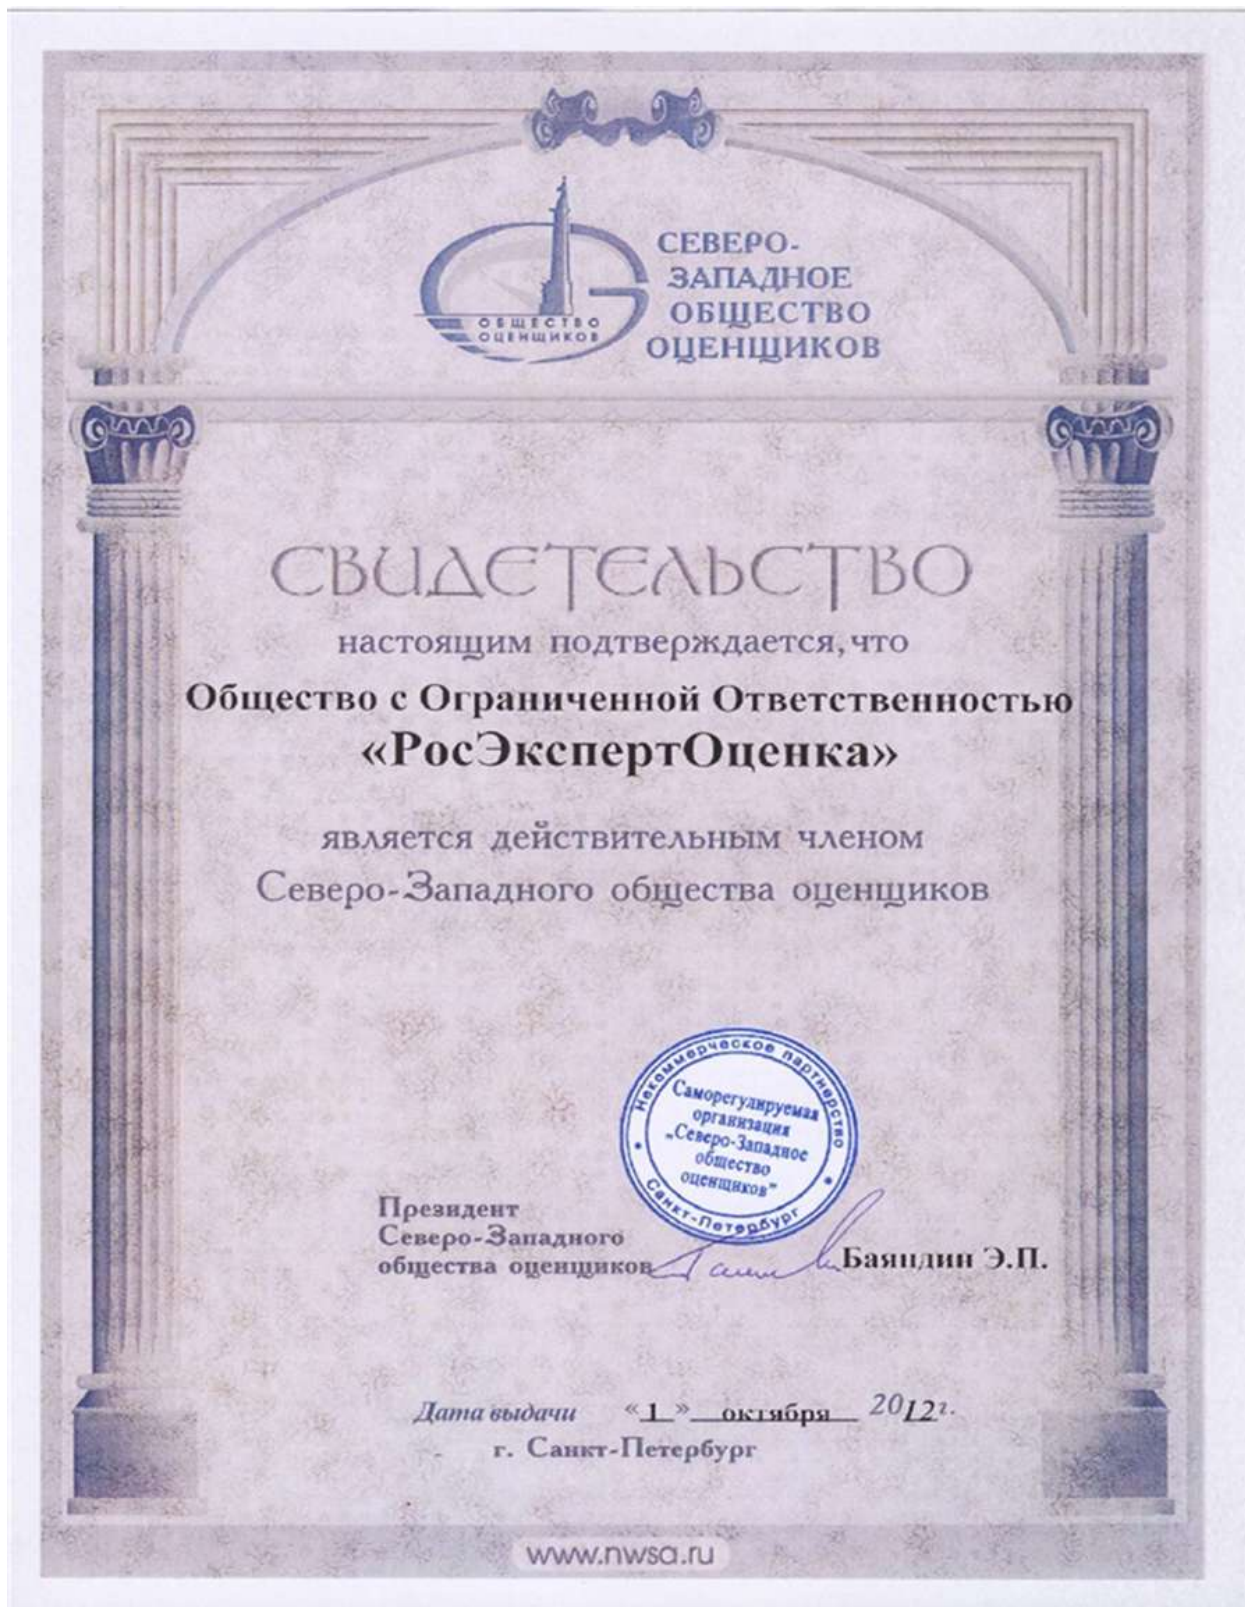 СЕВЕРО-
ЗАПАДНОЕ
ОБЩЕСТВО
ОЦЕНЩИКОВ
ОБЩЕСТВО
ОЦЕНЩИКОВ
СВИДЕТЕЛЬСТВО
настоящим подтверждается, что
Общество с Ограниченной Ответственностью
«РосЭкспертОценка»
является действительным членом
Северо-Западного общества оценщиков
Некоммерческое партнерство
Саморегулируемая
организация
„Северо-Западное
общество
оценщиков"
Санкт-Петербург
Президент
Северо-Западного
общества оценщиков
Баяндин Э.П.
Дата выдачи «1» октября 2012г.
г. Санкт-Петербург
www.nwsa.ru